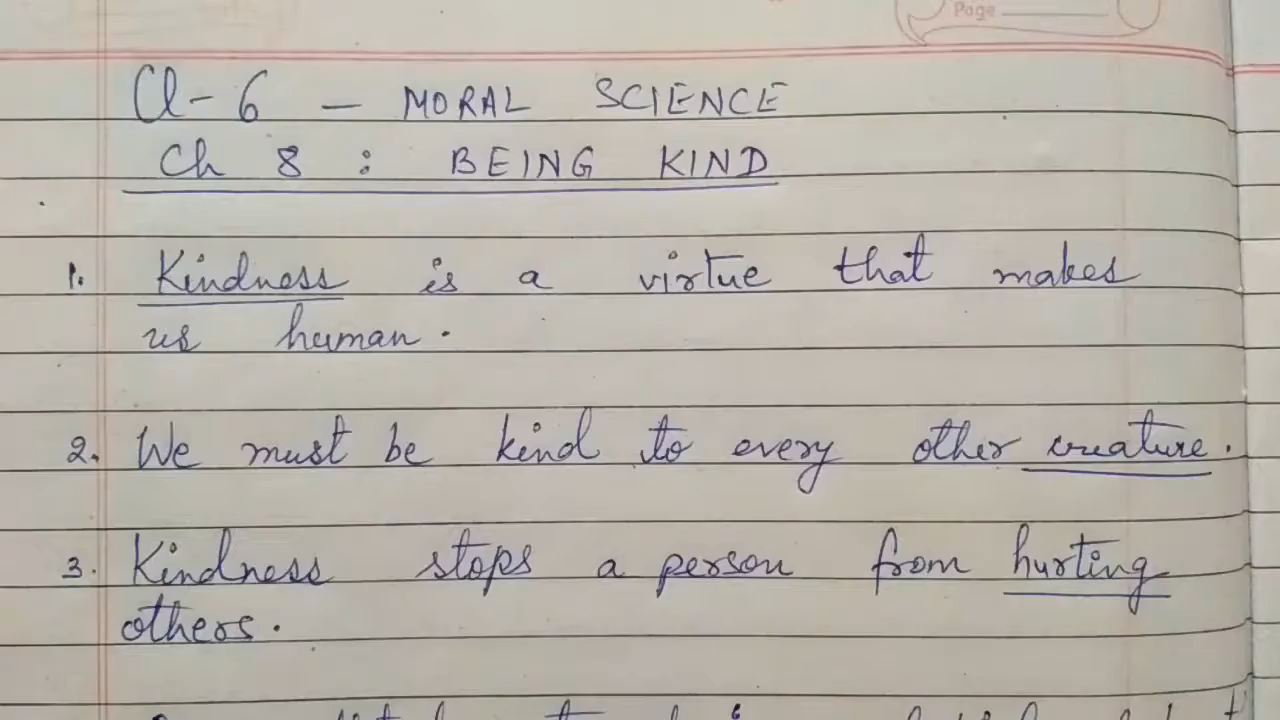 Page
Cl-6 - MORAL SCIENCE
Ch 8 : BEING KIND
1. Kindness is a virtue that makes
us human.
2. We must be kind to every other creature.
3. Kindness stops a person from hurting
others.